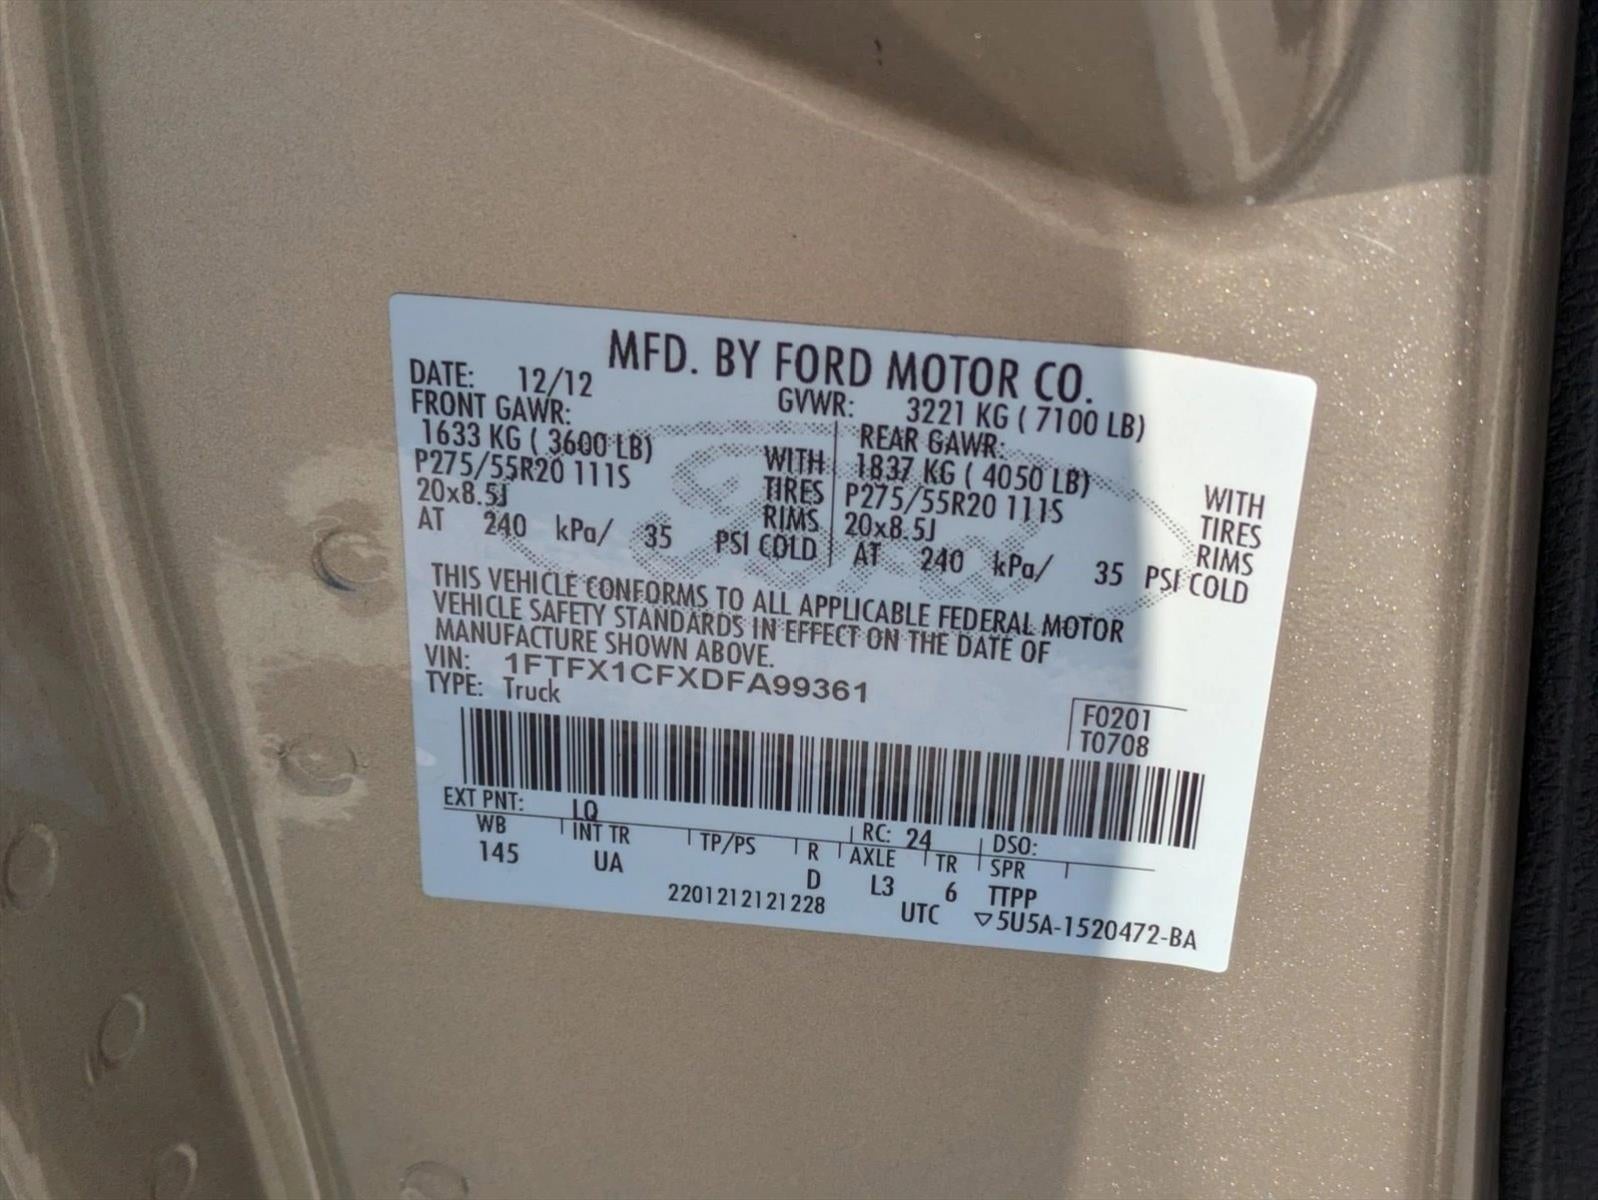 MFD. BY FORD MOTOR CO.
DATE: 12/12 GVWR: 3221 KG ( 7100 LB)
FRONT GAWR: REAR GAWR:
1633 KG ( 3600 LB) WITH 1837 KG ( 4050 LB) WITH
P275/55R20 111S TIRES P275/55R20 111S TIRES
20x8.5J RIMS 20x8.5J RIMS
AT 240 kPa/ 35 PSI COLD AT 240 kPa/ 35 PSI COLD
THIS VEHICLE CONFORMS TO ALL APPLICABLE FEDERAL MOTOR
VEHICLE SAFETY STANDARDS IN EFFECT ON THE DATE OF
MANUFACTURE SHOWN ABOVE.
VIN: 1FTFX1CFXDFA99361
TYPE: Truck
F0201
T0708
EXT PNT: LQ RC: 24 DSO:
WB INT TR TP/PS R AXLE TR SPR
145 UA D L3 6 TTPP
2201212121228 UTC ▽5U5A-1520472-BA
Ford